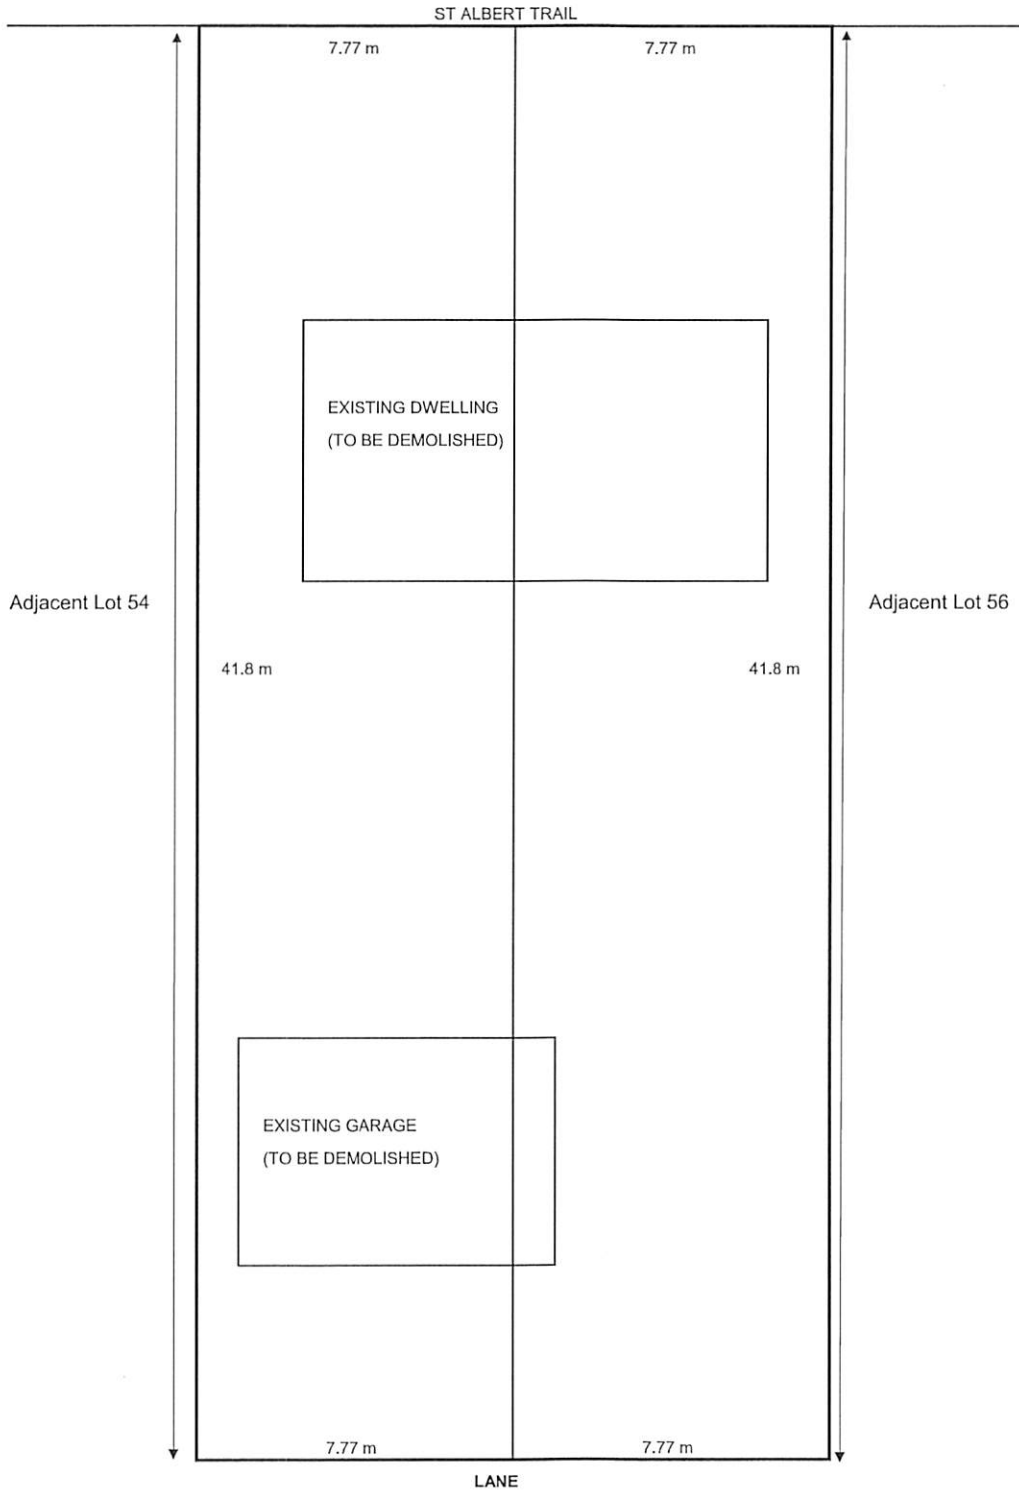 ST ALBERT TRAIL
7.77 m
7.77 m
EXISTING DWELLING
(TO BE DEMOLISHED)
Adjacent Lot 54
Adjacent Lot 56
41.8 m
41.8 m
EXISTING GARAGE
(TO BE DEMOLISHED)
7.77 m
7.77 m
LANE